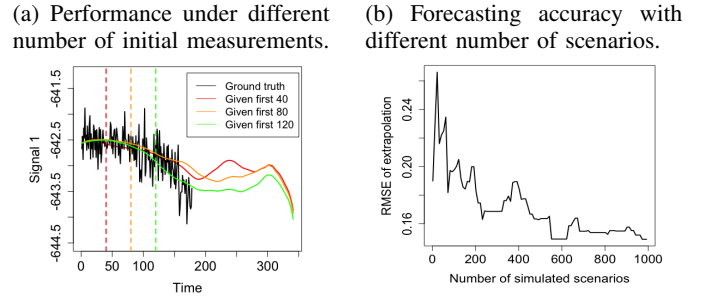 (a) Performance under different
number of initial measurements.
(b) Forecasting accuracy with
different number of scenarios.
Signal 1
-641.5
-642.5
-643.5
-644.5
Ground truth
Given first 40
Given first 80
Given first 120
0 50 100 200 300
Time
RMSE of extrapolation
0.24
0.20
0.16
0 200 400 600 800 1000
Number of simulated scenarios